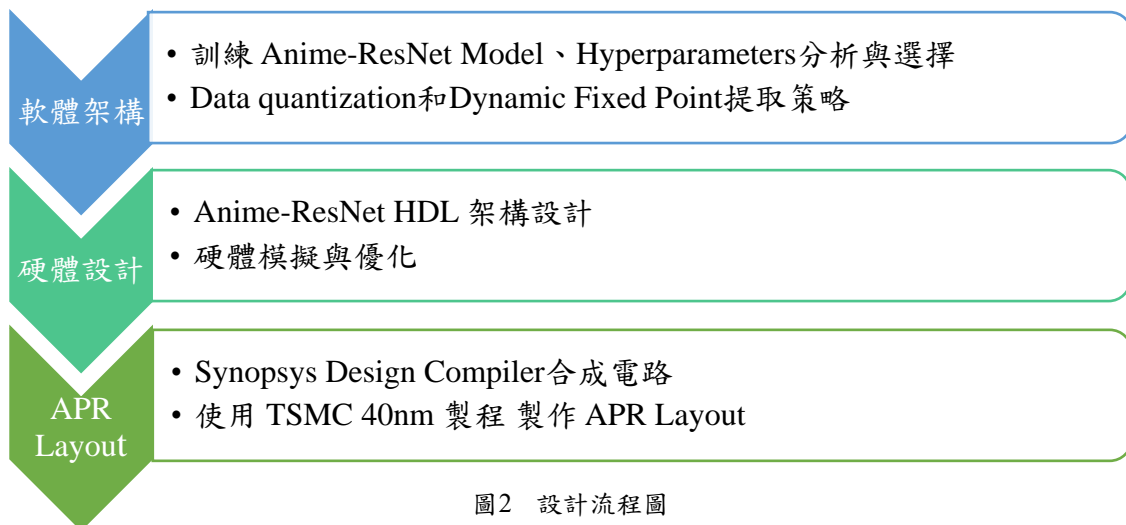 軟體架構
• 訓練 Anime-ResNet Model、Hyperparameters分析與選擇
• Data quantization和Dynamic Fixed Point提取策略
硬體設計
• Anime-ResNet HDL 架構設計
• 硬體模擬與優化
APR
Layout
• Synopsys Design Compiler合成電路
• 使用 TSMC 40nm 製程 製作 APR Layout
圖2 設計流程圖